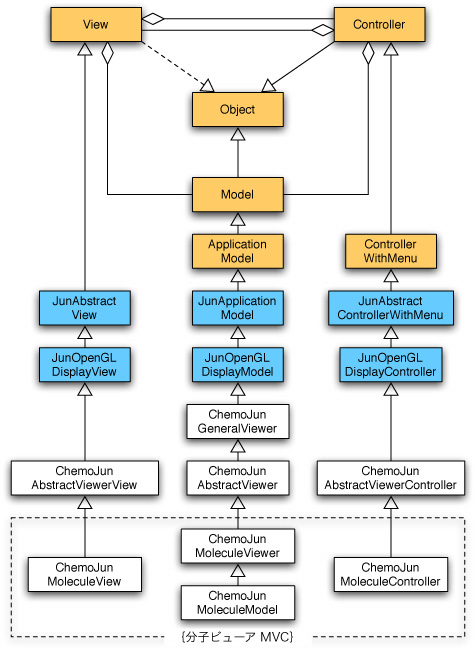 View
Controller
Object
Model
Application
Model
Controller
WithMenu
JunAbstract
View
JunApplication
Model
JunAbstract
ControllerWithMenu
JunOpenGL
DisplayView
JunOpenGL
DisplayModel
JunOpenGL
DisplayController
ChemoJun
GeneralViewer
ChemoJun
AbstractViewerView
ChemoJun
AbstractViewer
ChemoJun
AbstractViewerController
ChemoJun
MoleculeViewer
ChemoJun
MoleculeView
ChemoJun
MoleculeController
ChemoJun
MoleculeModel
{分子ビューア MVC}